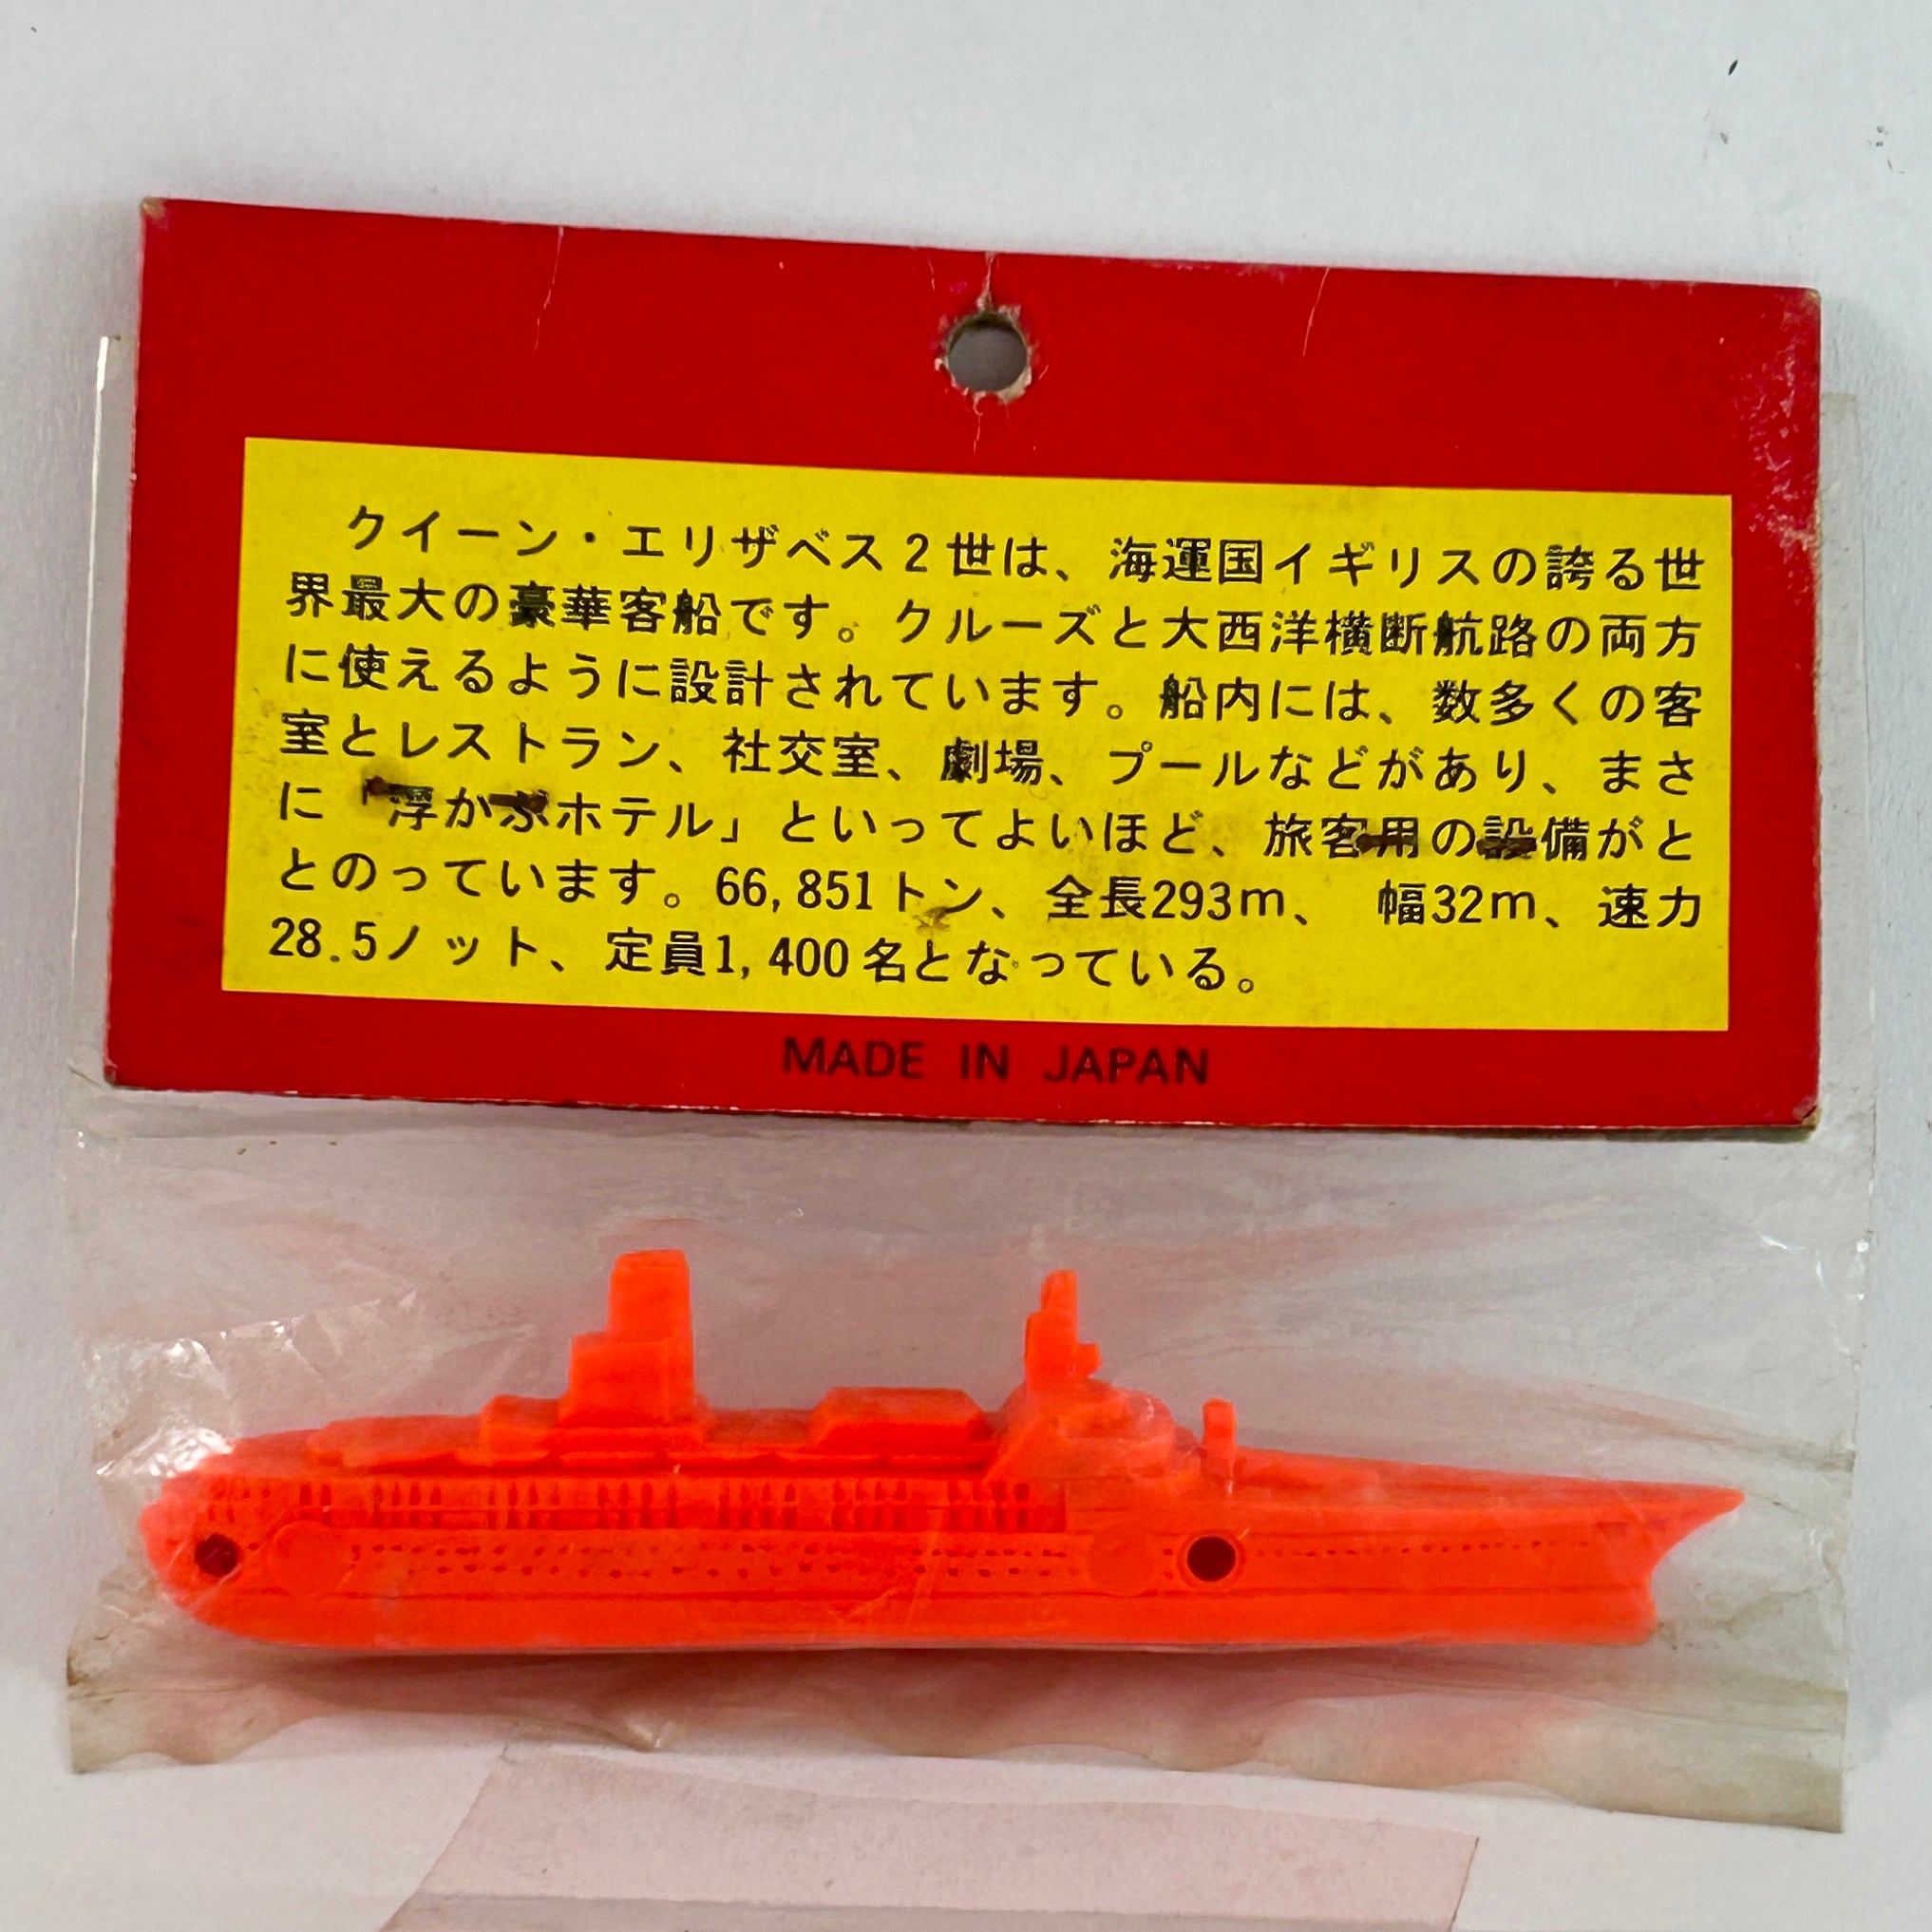 クイーン・エリザベス2世は、海運国イギリスの誇る世
界最大の豪華客船です。クルーズと大西洋横断航路の両方
に使えるように設計されています。船内には、数多くの客
室とレストラン、社交室、劇場、プールなどがあり、まさ
に「浮かぶホテル」といってよいほど、旅客用の設備がと
とのっています。66,851トン、全長293m、 幅32m、速力
28.5ノット、定員1,400名となっている。
MADE IN JAPAN